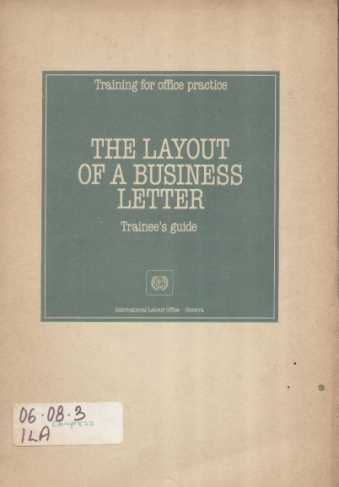 Training for office practice
THE LAYOUT
OF A BUSINESS
LETTER
Trainee's guide
International Labour Office Geneva
06-08-3
ILA